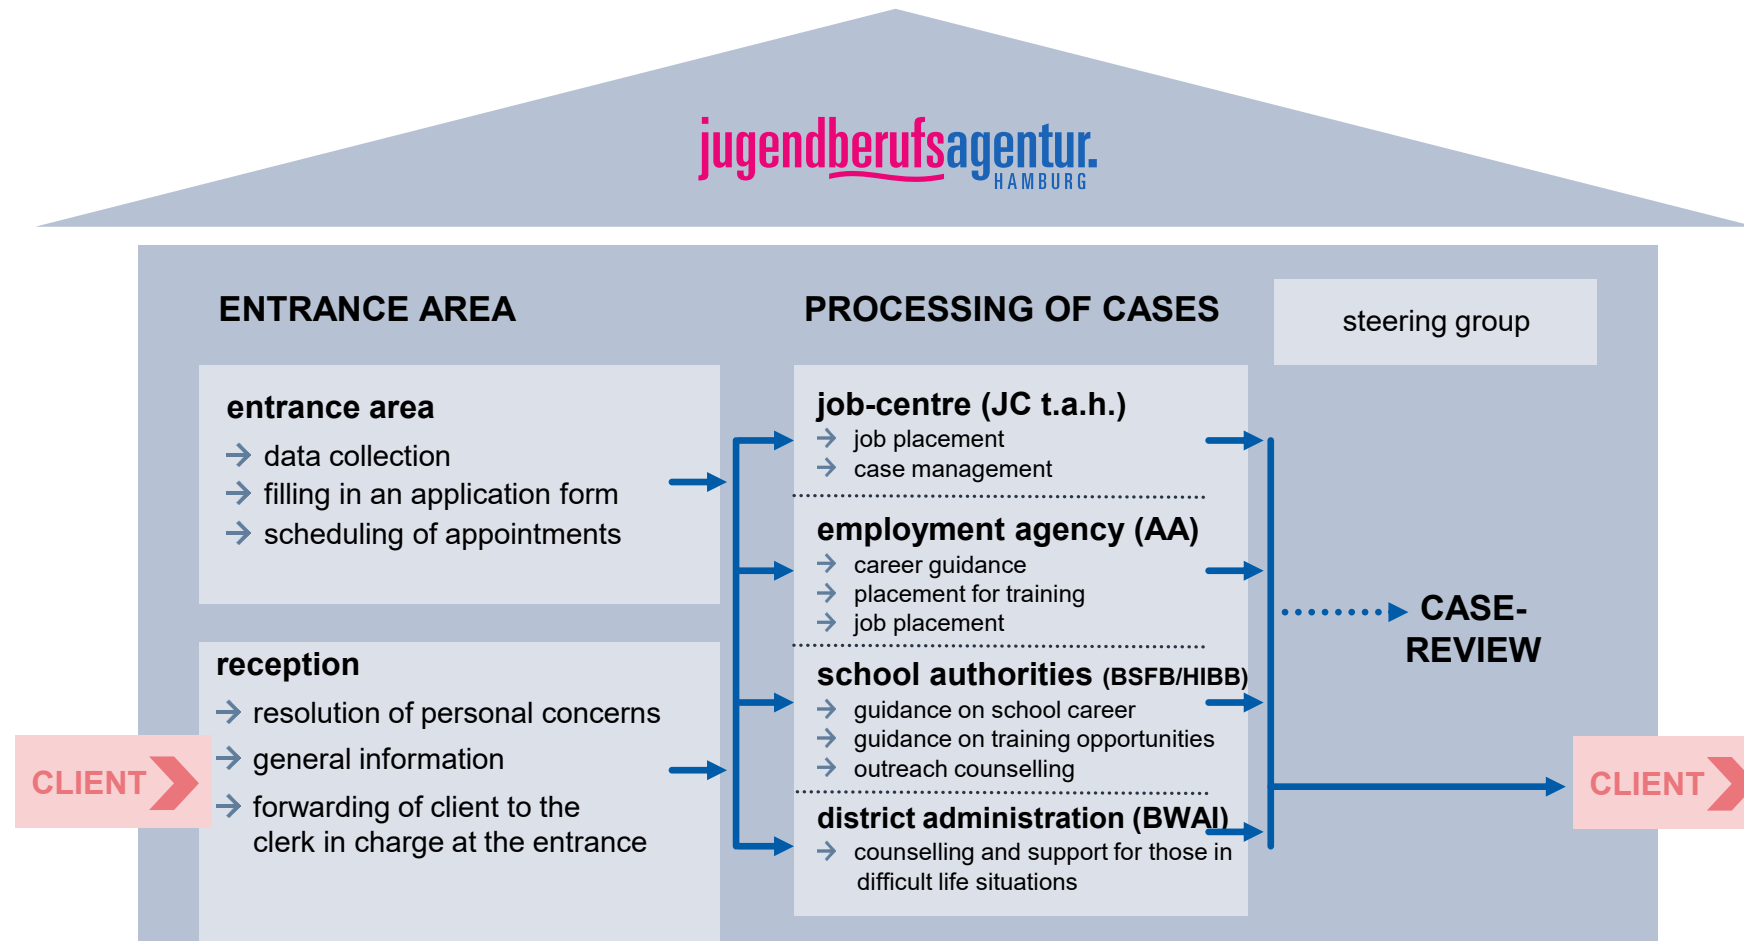 jugendberufsagentur.
HAMBURG
ENTRANCE AREA
entrance area
data collection
filling in an application form
scheduling of appointments
reception
resolution of personal concerns
general information
forwarding of client to the
clerk in charge at the entrance
CLIENT
PROCESSING OF CASES
job-centre (JC t.a.h.)
job placement
case management
employment agency (AA)
career guidance
placement for training
job placement
school authorities (BSFB/HIBB)
guidance on school career
guidance on training opportunities
outreach counselling
district administration (BWAI)
counselling and support for those in
difficult life situations
steering group
CASE-
REVIEW
CLIENT